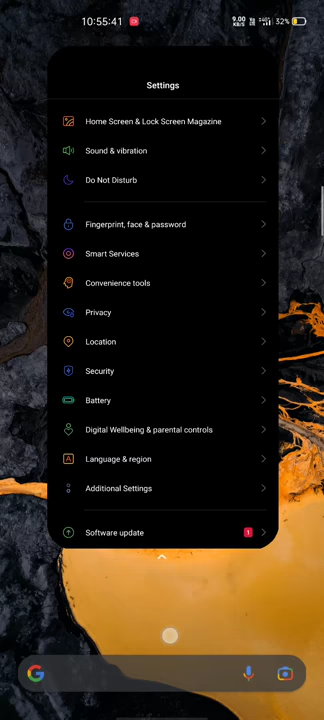 10:55:41
9.00 KB/S
32%
Settings
Home Screen & Lock Screen Magazine
Sound & vibration
Do Not Disturb
Fingerprint, face & password
Smart Services
Convenience tools
Privacy
Location
Security
Battery
Digital Wellbeing & parental controls
A
Language & region
Additional Settings
Software update
1
G